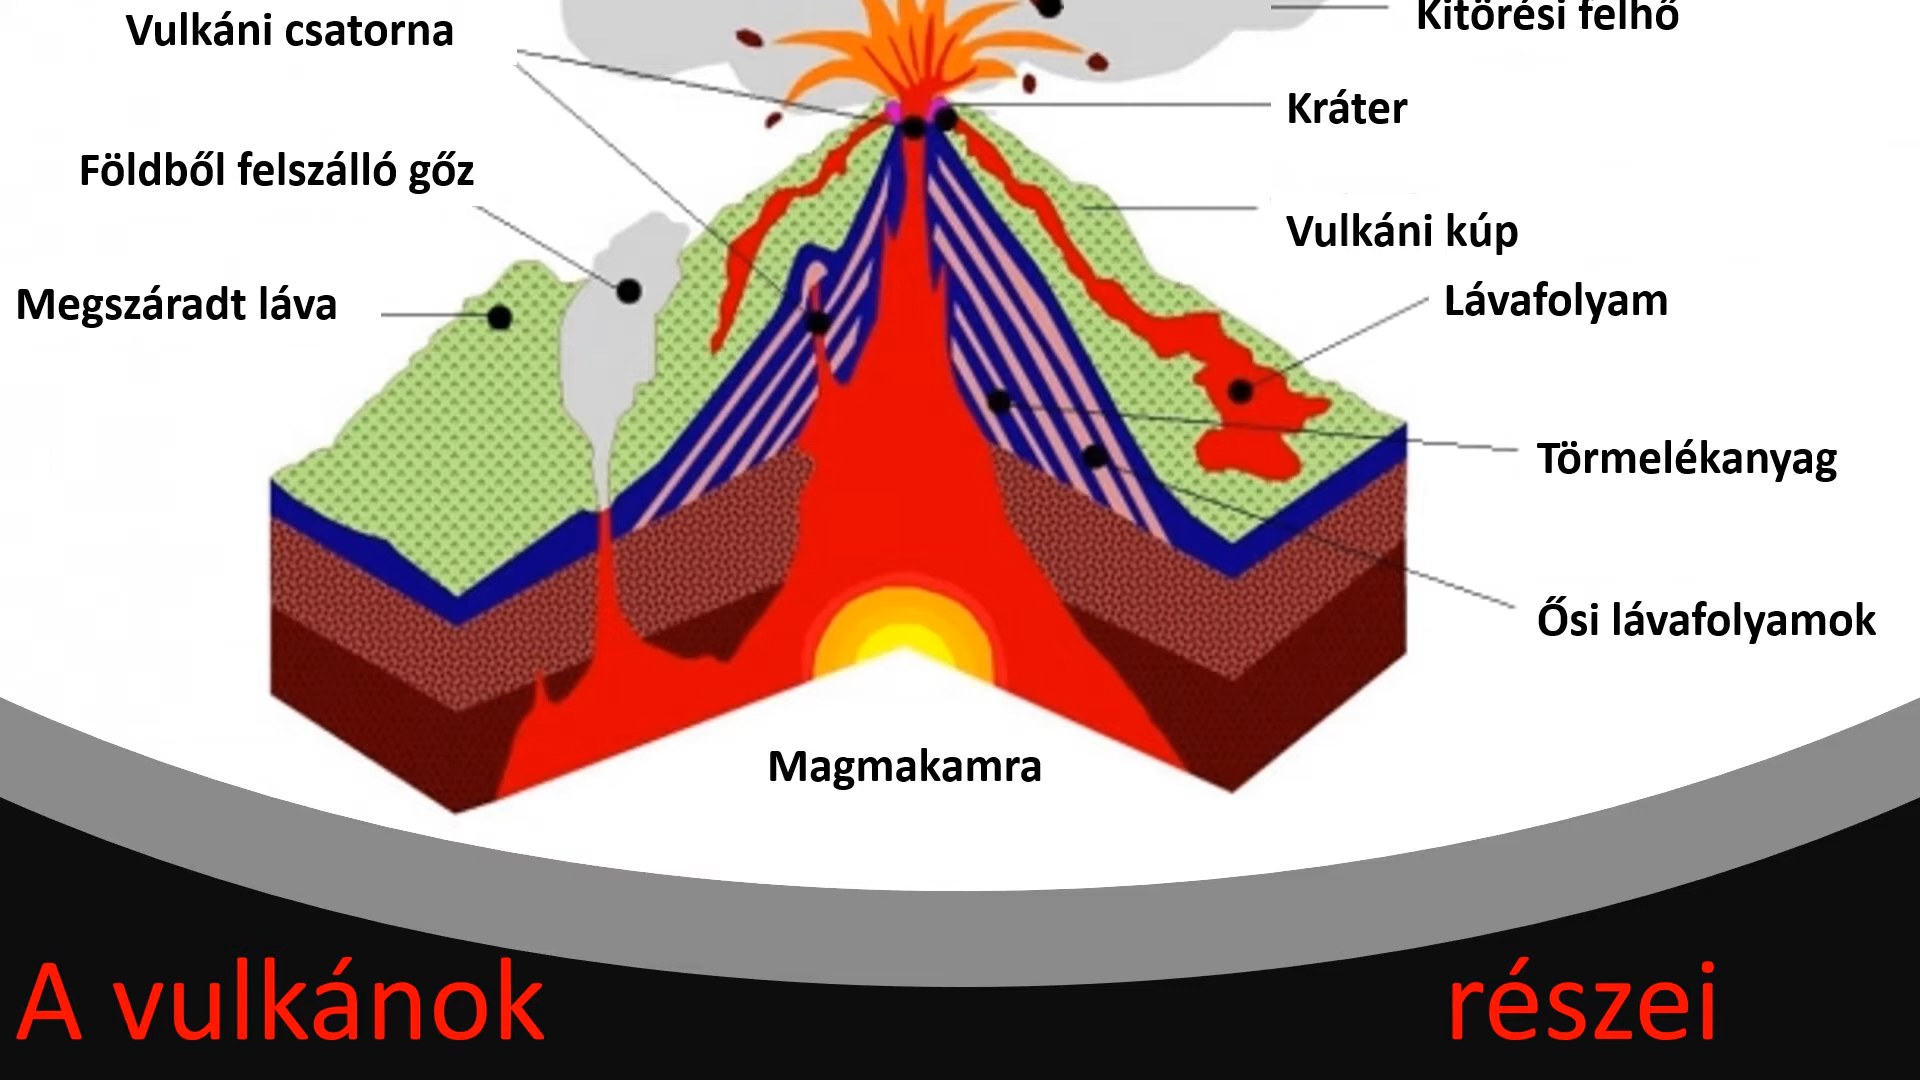 Vulkáni csatorna
Kitörési felhő
Kráter
Földből felszálló gőz
Vulkáni kúp
Megszáradt láva
Lávafolyam
Törmelékanyag
Ősi lávafolyamok
Magmakamra
A vulkánok részei